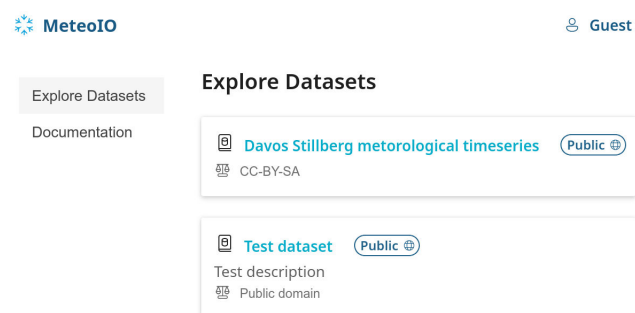 MeteoIO
Guest
Explore Datasets
Documentation
Explore Datasets
Davos Stillberg metorological timeseries Public
CC-BY-SA
Test dataset Public
Test description
Public domain